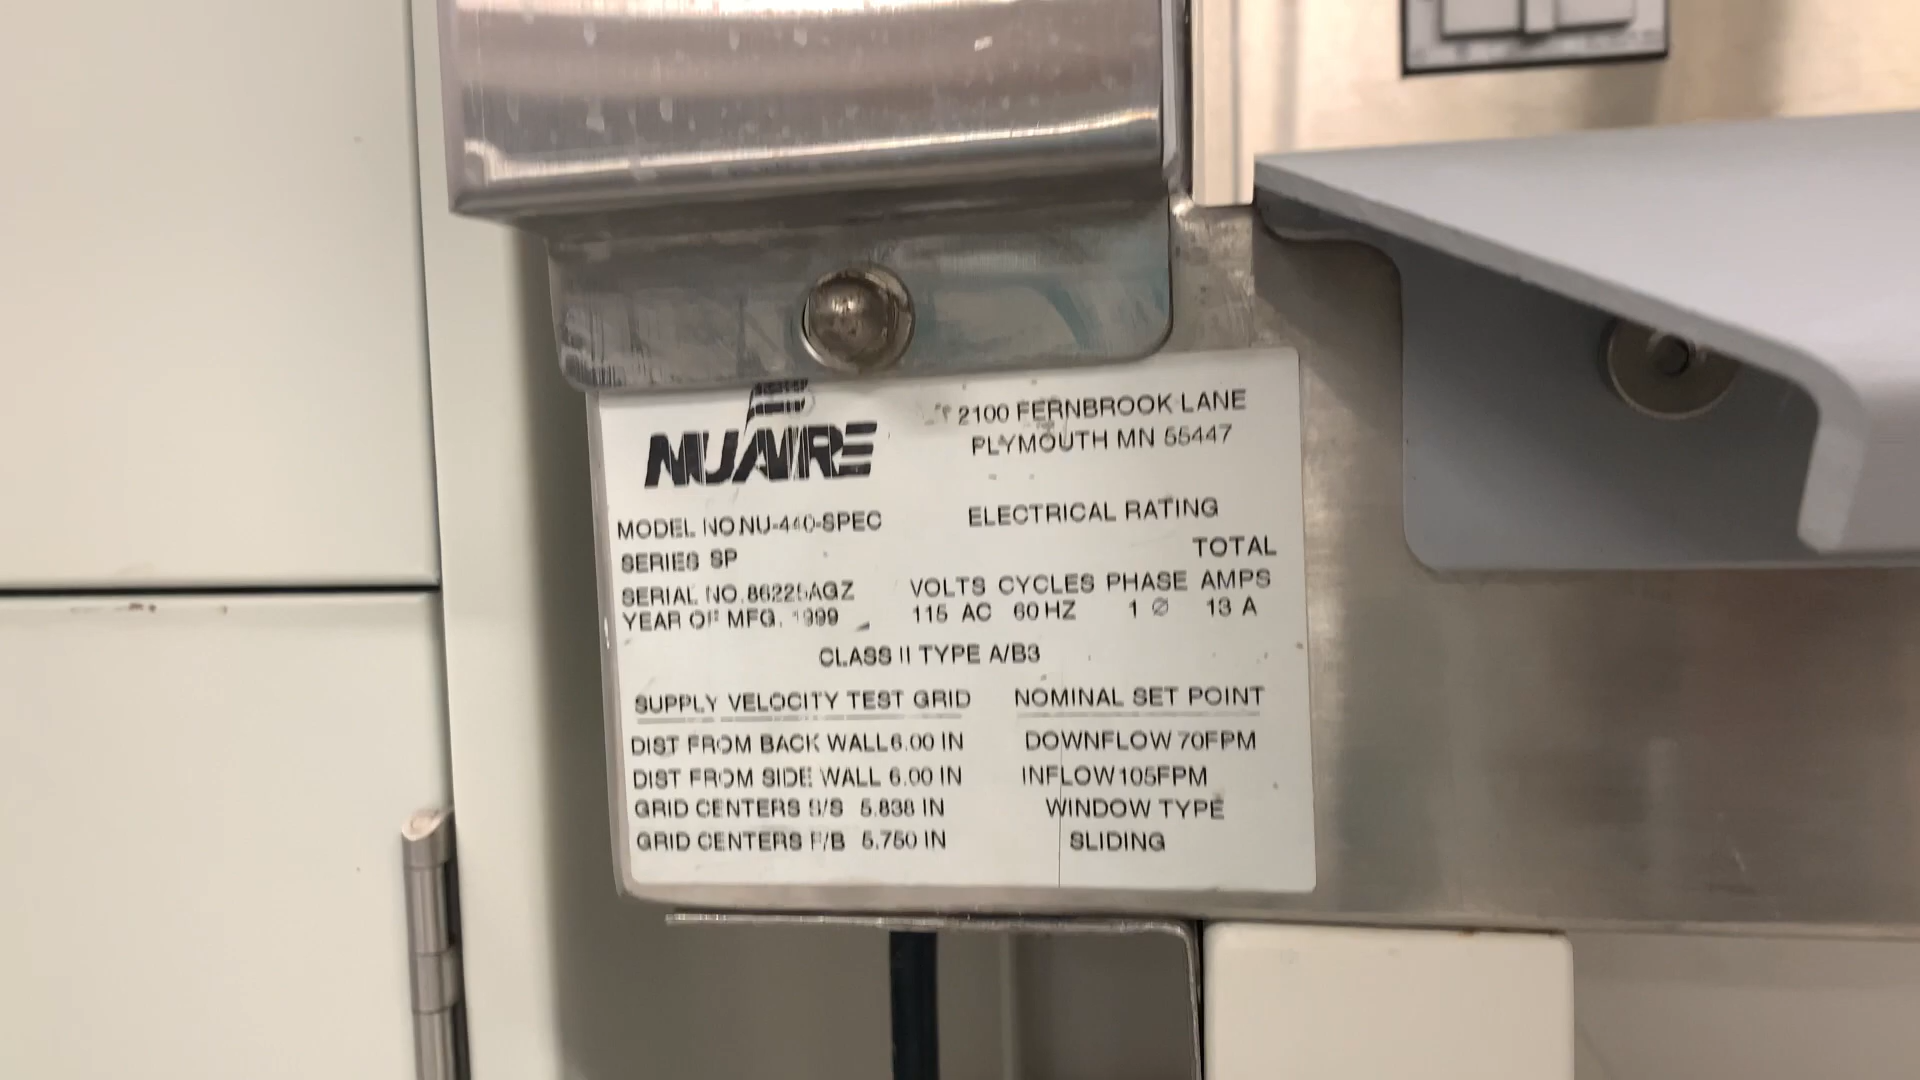 NUAIRE
2100 FERNBROOK LANE
PLYMOUTH MN 55447
MODEL NO. NU-440-SPEC
SERIES SP
SERIAL NO. 86225AGZ
YEAR OF MFG. 1999
ELECTRICAL RATING
TOTAL
VOLTS CYCLES PHASE AMPS
115 AC 60 HZ 1 Ø 13 A
CLASS II TYPE A/B3
SUPPLY VELOCITY TEST GRID
DIST FROM BACK WALL 6.00 IN
DIST FROM SIDE WALL 6.00 IN
GRID CENTERS S/S 5.838 IN
GRID CENTERS F/B 5.750 IN
NOMINAL SET POINT
DOWNFLOW 70FPM
INFLOW 105FPM
WINDOW TYPE
SLIDING